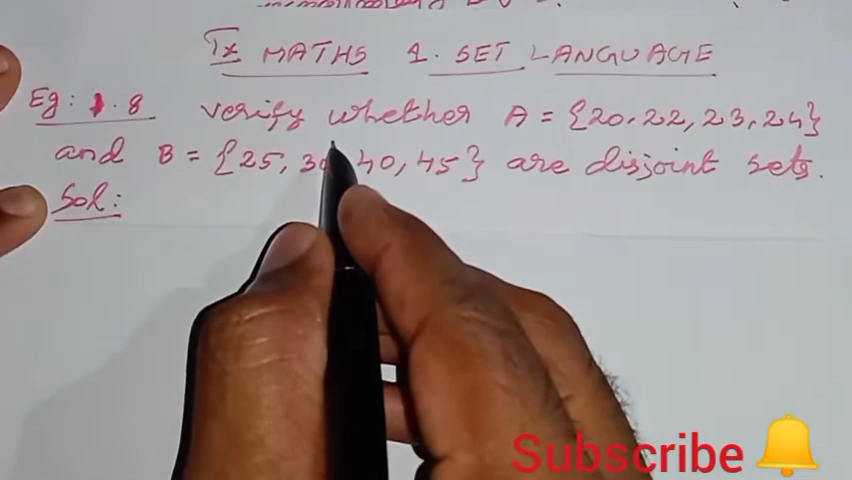 IX MATHS 1. SET LANGUAGE
Eg: 1.8 Verify whether A = {20, 22, 23, 24}
and B = {25, 30, 40, 45} are disjoint sets.
Sol:
Subscribe